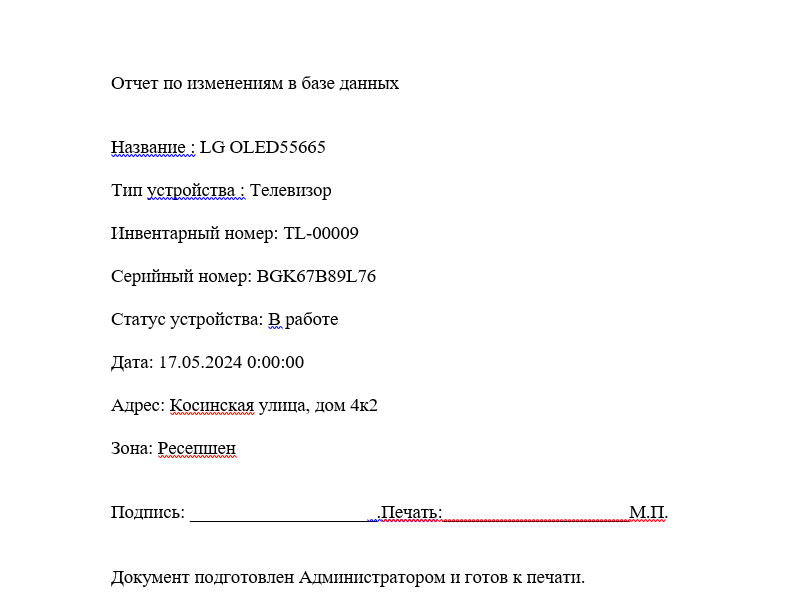 Отчет по изменениям в базе данных
Название : LG OLED55665
Тип устройства : Телевизор
Инвентарный номер: TL-00009
Серийный номер: BGK67B89L76
Статус устройства: В работе
Дата: 17.05.2024 0:00:00
Адрес: Косинская улица, дом 4к2
Зона: Ресепшен
Подпись: ____________________.Печать:____________________М.П.
Документ подготовлен Администратором и готов к печати.